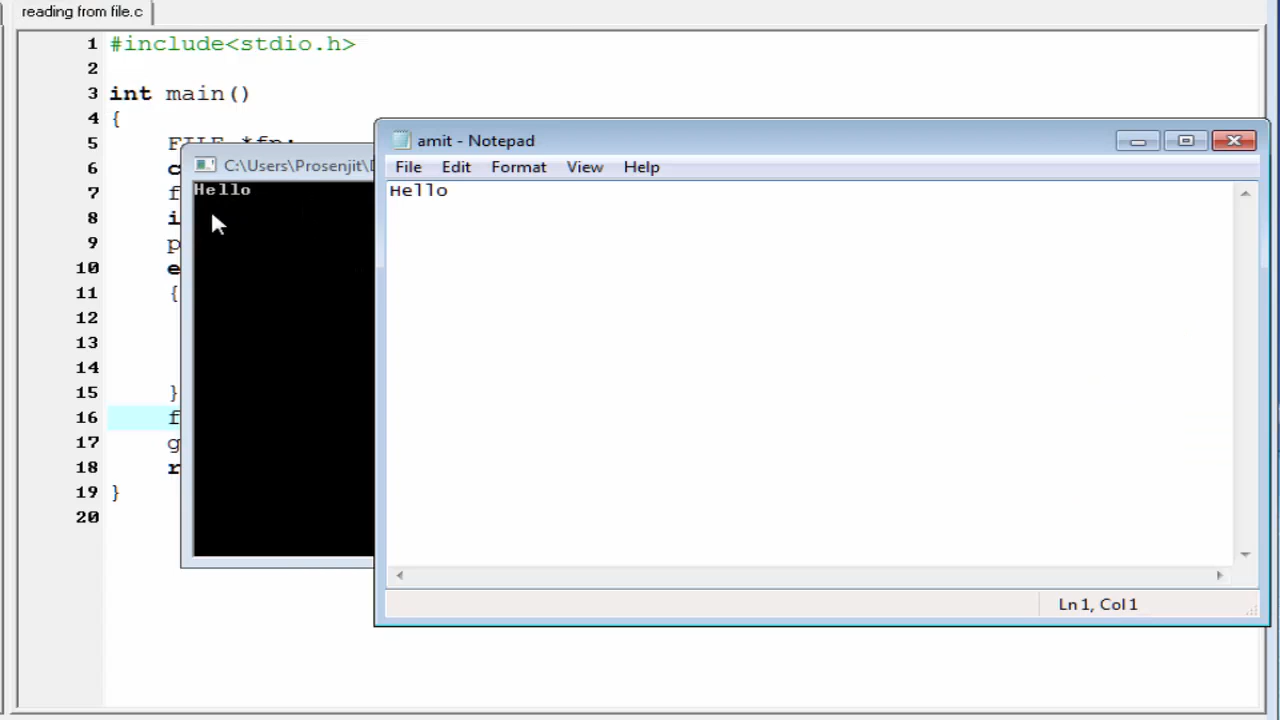 reading from file.c
1 #include<stdio.h>
2
3 int main()
4 {
5 FILE *fp;
6 c
7 f
8 i
9 p
10 e
11 {
12
13
14
15 }
16 f
17 g
18 r
19 }
20
C:\Users\Prosenjit\
Hello
amit - Notepad
File Edit Format View Help
Hello
Ln 1, Col 1